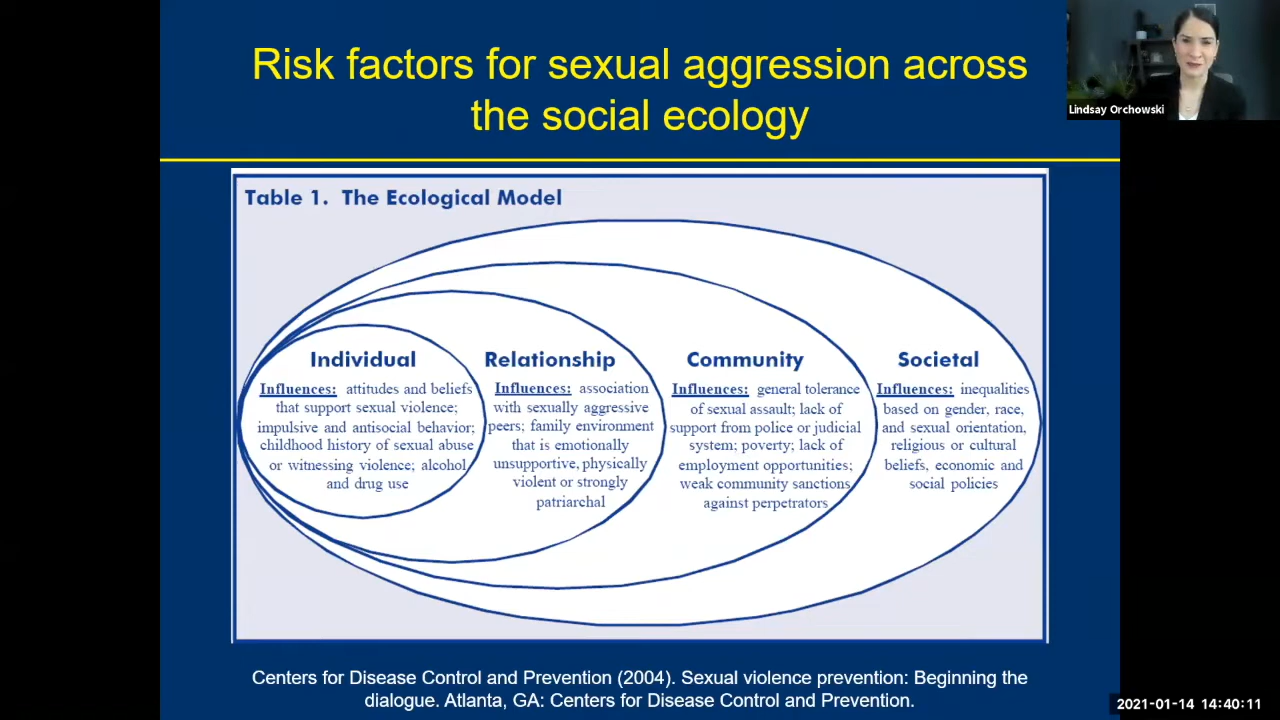 Risk factors for sexual aggression across
the social ecology
Lindsay Orchowski
Table 1. The Ecological Model
Individual
Influences: attitudes and beliefs
that support sexual violence;
impulsive and antisocial behavior;
childhood history of sexual abuse
or witnessing violence; alcohol
and drug use
Relationship
Influences: association
with sexually aggressive
peers; family environment
that is emotionally
unsupportive, physically
violent or strongly
patriarchal
Community
Influences: general tolerance
of sexual assault; lack of
support from police or judicial
system; poverty; lack of
employment opportunities;
weak community sanctions
against perpetrators
Societal
Influences: inequalities
based on gender, race,
and sexual orientation,
religious or cultural
beliefs, economic and
social policies
Centers for Disease Control and Prevention (2004). Sexual violence prevention: Beginning the
dialogue. Atlanta, GA: Centers for Disease Control and Prevention.
2021-01-14 14:40:11